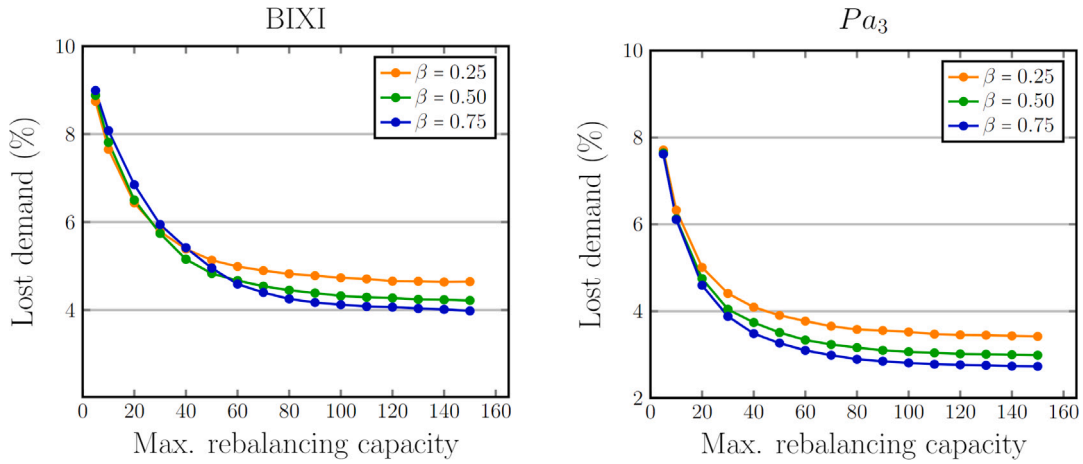 BIXI
10
8
6
4
0 20 40 60 80 100 120 140 160
Lost demand (%)
Max. rebalancing capacity
β = 0.25
β = 0.50
β = 0.75
Pa₃
10
8
6
4
2
0 20 40 60 80 100 120 140 160
Lost demand (%)
Max. rebalancing capacity
β = 0.25
β = 0.50
β = 0.75